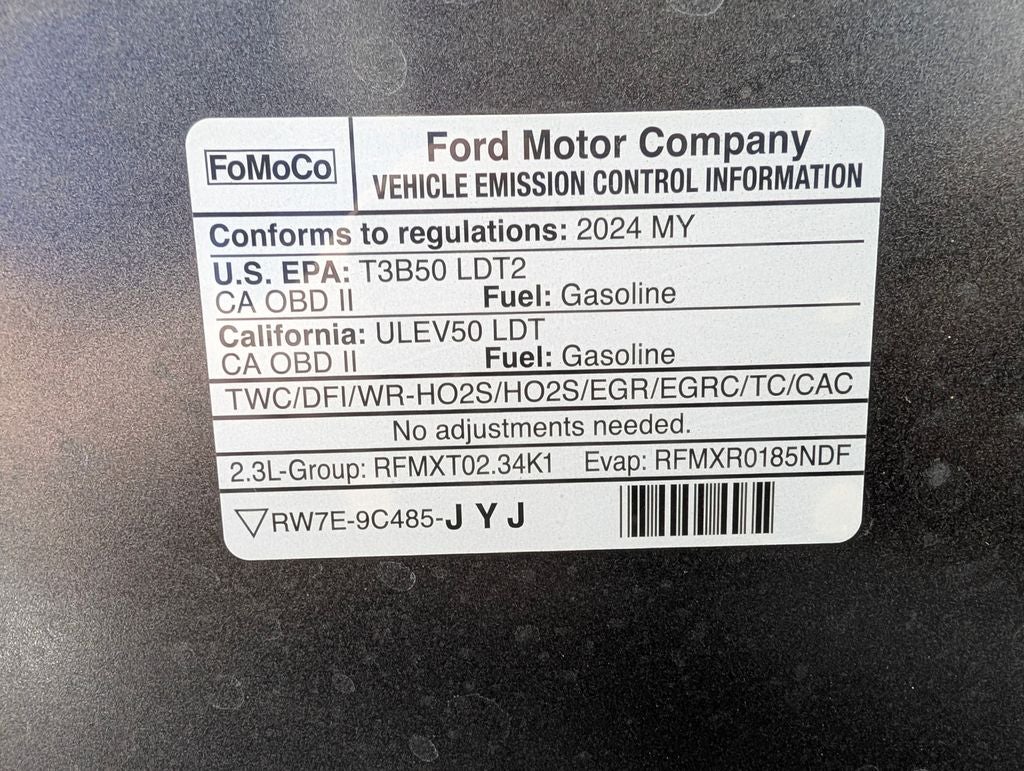 FoMoCo
Ford Motor Company
VEHICLE EMISSION CONTROL INFORMATION
Conforms to regulations: 2024 MY
U.S. EPA: T3B50 LDT2
CA OBD II Fuel: Gasoline
California: ULEV50 LDT
CA OBD II Fuel: Gasoline
TWC/DFI/WR-HO2S/HO2S/EGR/EGRC/TC/CAC
No adjustments needed.
2.3L-Group: RFMXT02.34K1 Evap: RFMXR0185NDF
RW7E-9C485-JYJ